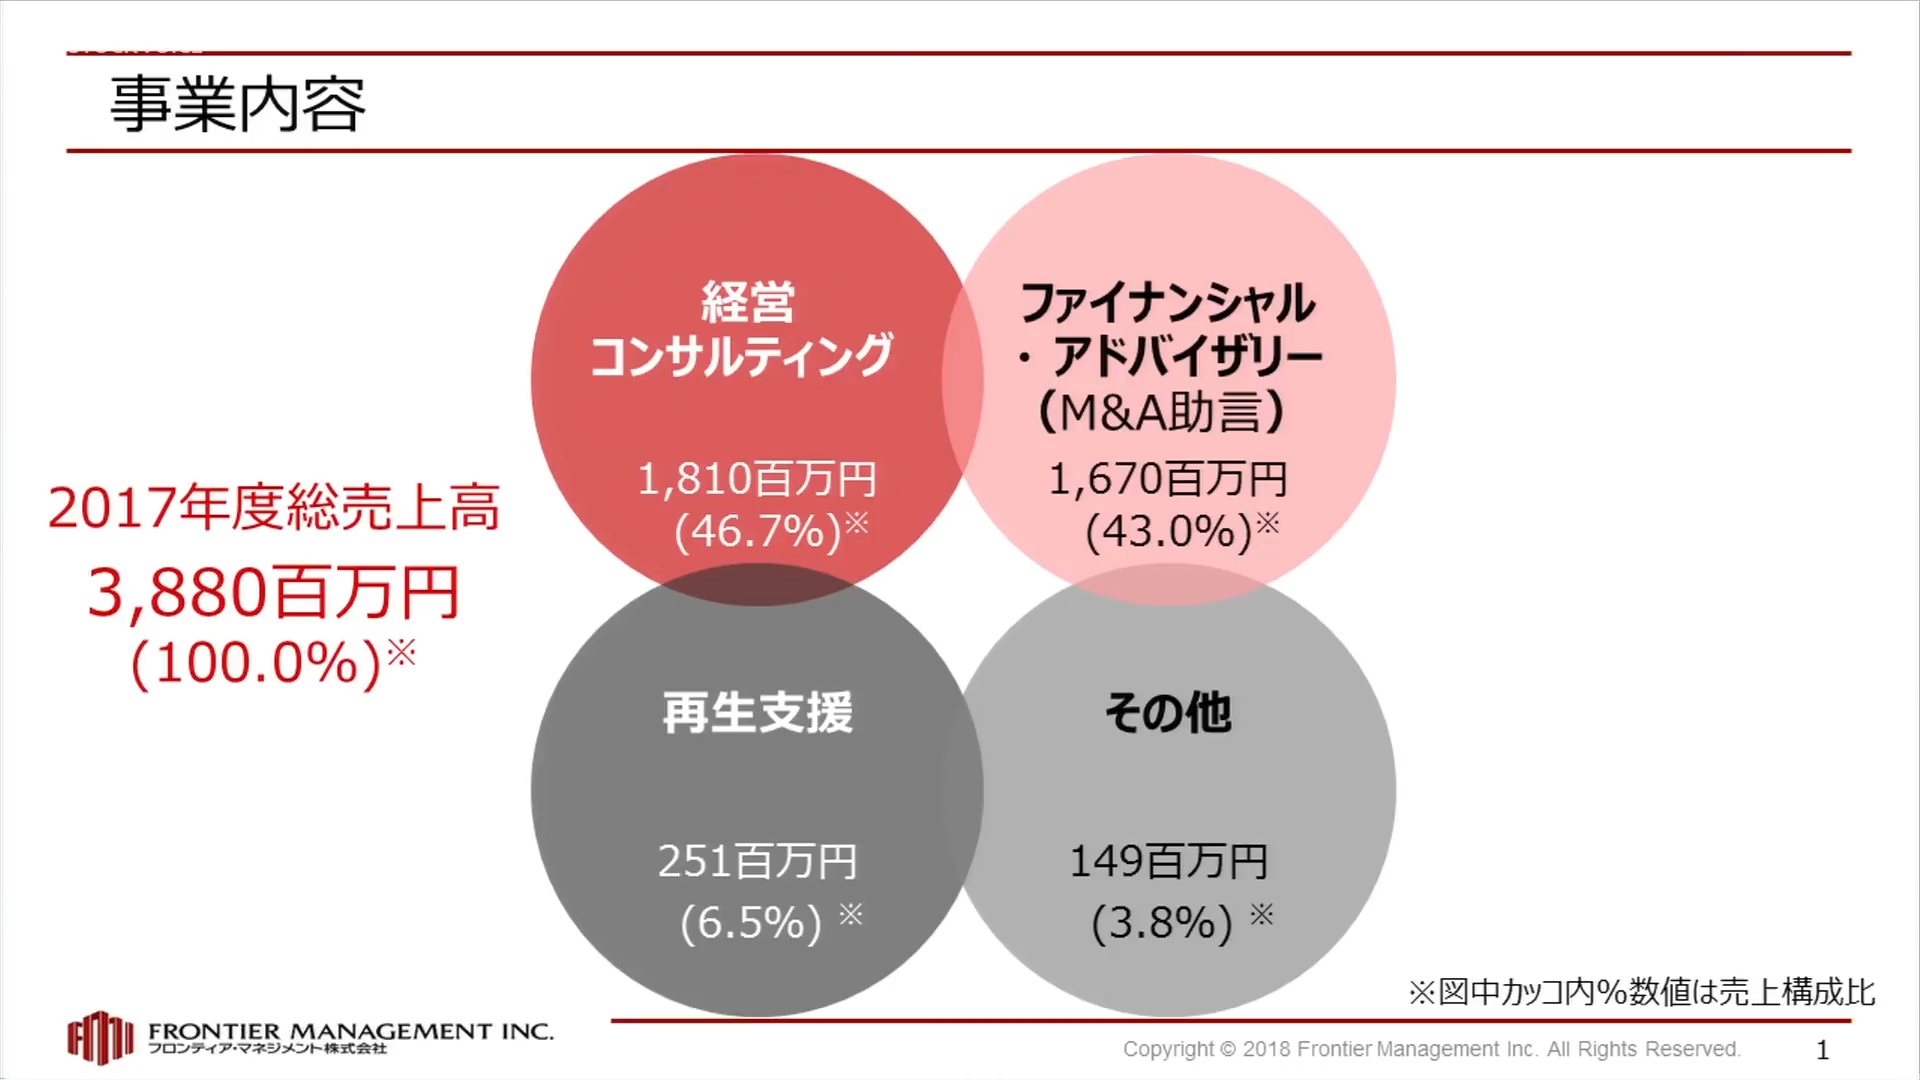 事業内容
経営
コンサルティング
1,810百万円
(46.7%)※
ファイナンシャル
・アドバイザリー
(M&A助言)
1,670百万円
(43.0%)※
2017年度総売上高
3,880百万円
(100.0%)※
再生支援
251百万円
(6.5%) ※
その他
149百万円
(3.8%) ※
※図中カッコ内%数値は売上構成比
FRONTIER MANAGEMENT INC.
フロンティア・マネジメント株式会社
Copyright © 2018 Frontier Management Inc. All Rights Reserved.
1